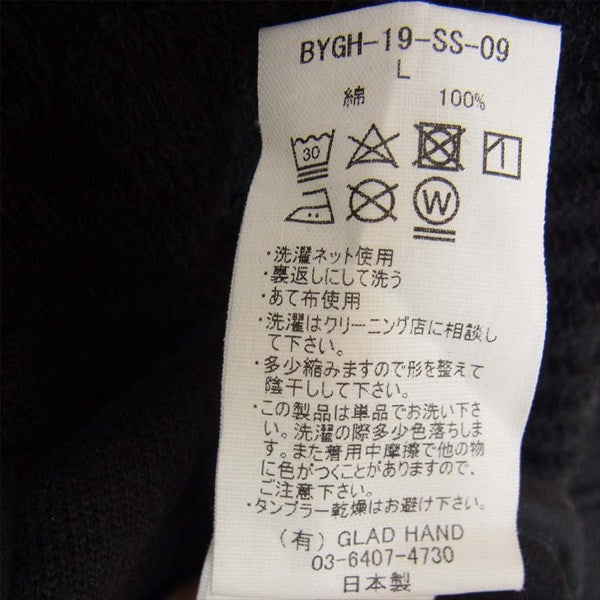 BYGH-19-SS-09
L
綿 100%
30
W
・洗濯ネット使用
・裏返しにして洗う
・あて布使用
・洗濯はクリーニング店に相談し
て下さい。
・多少縮みますので形を整えて
陰干しして下さい。
・この製品は単品でお洗い下さ
い。洗濯の際多少色落ちしま
す。また着用中摩擦で他の物
に色がつくことがありますので、
ご注意下さい。
・タンブラー乾燥はお避け下さい。
(有) GLAD HAND
03-6407-4730
日本製